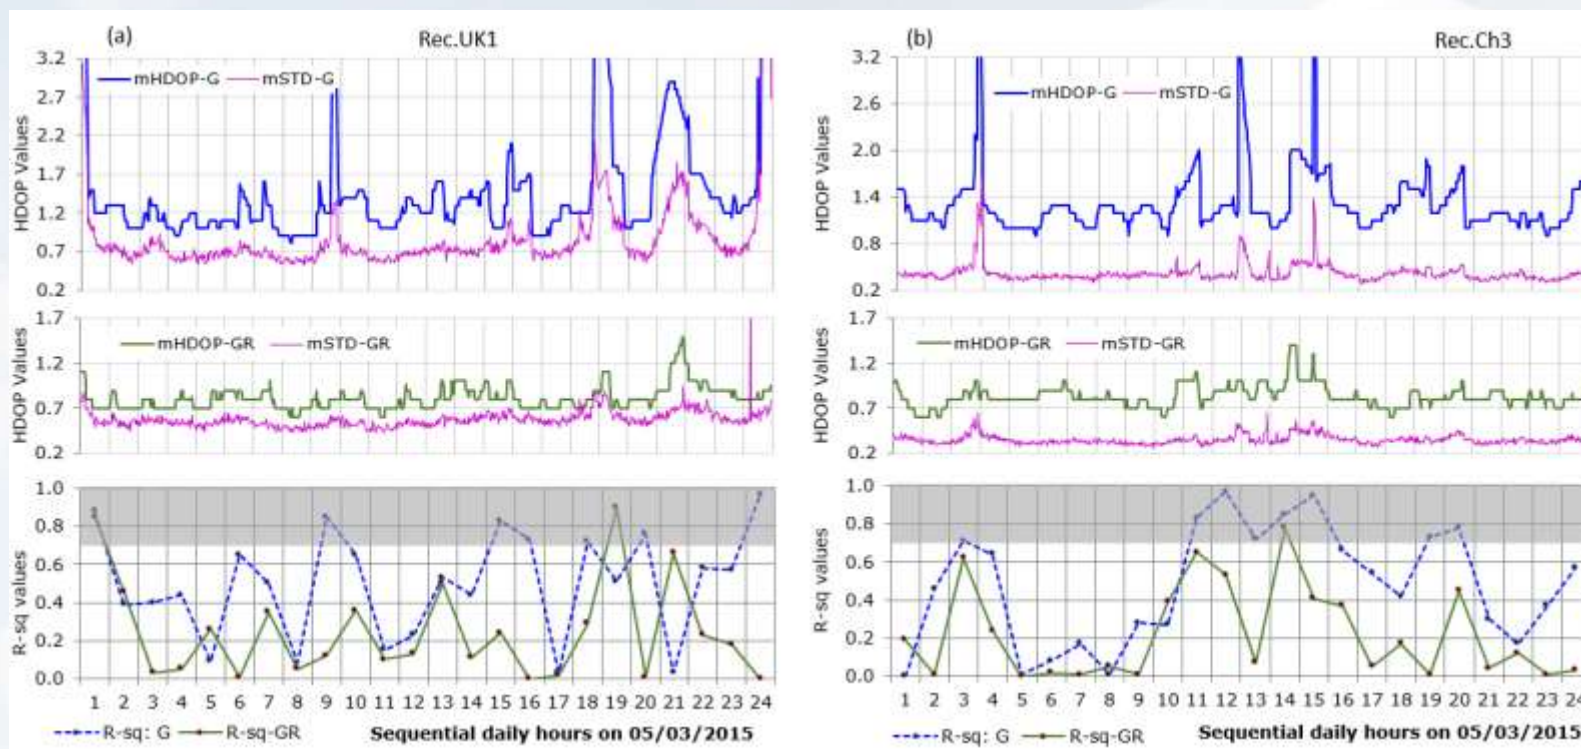 (a) Rec.UK1
3.2
2.7
2.2
1.7
1.2
0.7
0.2
HDOP Values
mHDOP-G mSTD-G
1.7
1.2
0.7
0.2
HDOP Values
mHDOP-GR mSTD-GR
1.0
0.8
0.6
0.4
0.2
0.0
R-sq values
1 2 3 4 5 6 7 8 9 10 11 12 13 14 15 16 17 18 19 20 21 22 23 24
R-sq: G R-sq-GR Sequential daily hours on 05/03/2015
(b) Rec.Ch3
3.2
2.6
2.0
1.4
0.8
0.2
HDOP Values
mHDOP-G mSTD-G
1.7
1.2
0.7
0.2
HDOP Values
mHDOP-GR mSTD-GR
1.0
0.8
0.6
0.4
0.2
0.0
R-sq values
1 2 3 4 5 6 7 8 9 10 11 12 13 14 15 16 17 18 19 20 21 22 23 24
R-sq: G R-sq-GR Sequential daily hours on 05/03/2015